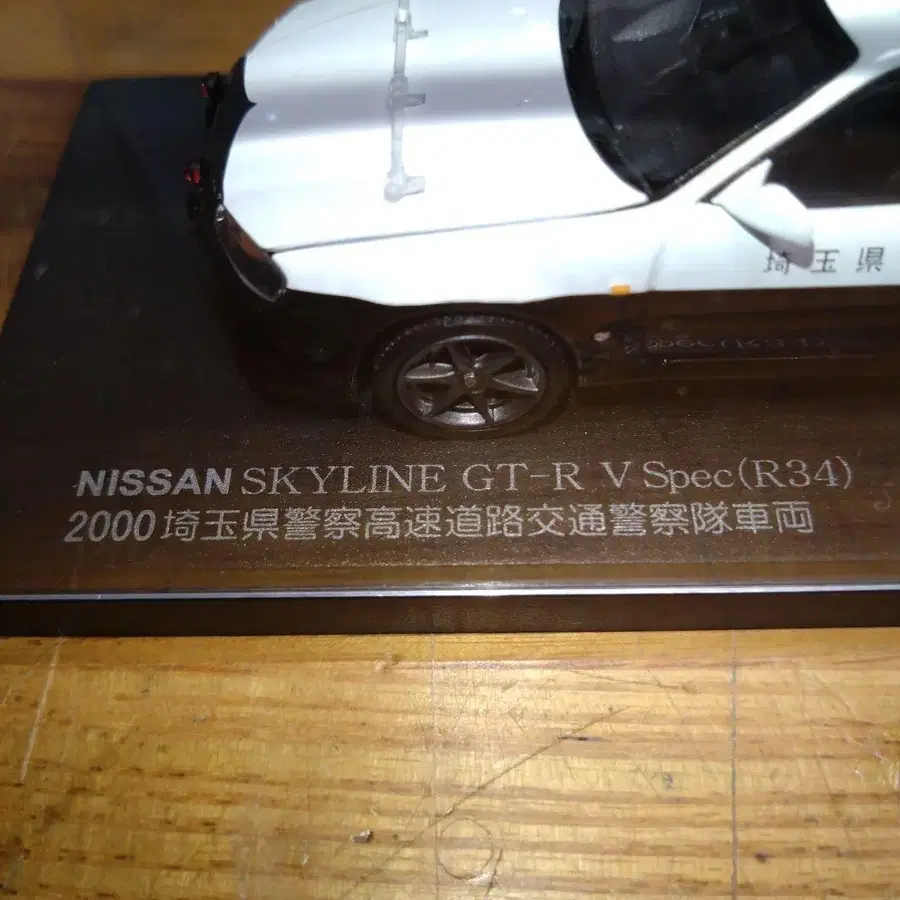 埼玉県
NISSAN SKYLINE GT-R V Spec(R34)
2000埼玉県警察高速道路交通警察隊車両